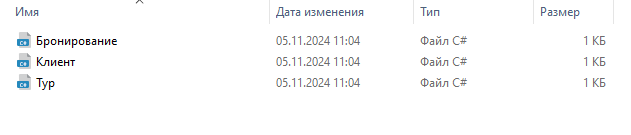 Имя Дата изменения Тип Размер
C# Бронирование 05.11.2024 11:04 Файл C# 1 КБ
C# Клиент 05.11.2024 11:04 Файл C# 1 КБ
C# Тур 05.11.2024 11:04 Файл C# 1 КБ